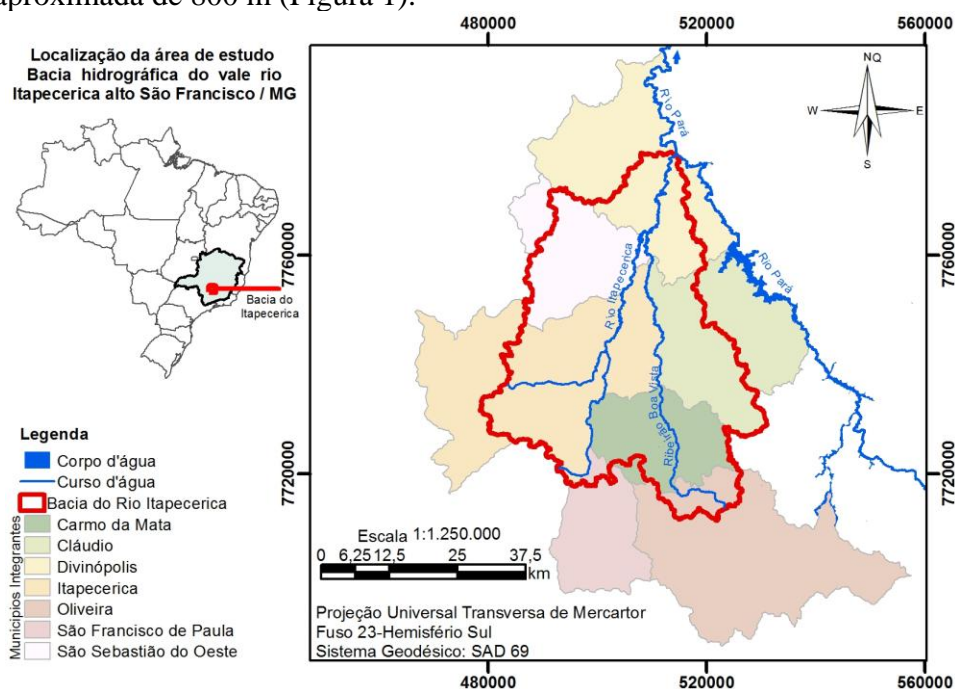 aproximada de 800 m (Figura 1).
480000
520000
560000
Localização da área de estudo
Bacia hidrográfica do vale rio
Itapecerica alto São Francisco / MG
Bacia do
Itapecerica
NQ
W
E
S
Rio Pará
Rio Pará
Rio Itapecerica
Ribeirão Boa Vista
7760000
7720000
7760000
7720000
Legenda
Corpo d'água
Curso d'água
Bacia do Rio Itapecerica
Municípios Integrantes
Carmo da Mata
Cláudio
Divinópolis
Itapecerica
Oliveira
São Francisco de Paula
São Sebastião do Oeste
Escala 1:1.250.000
0 6,25 12,5 25 37,5
km
Projeção Universal Transversa de Mercartor
Fuso 23-Hemisfério Sul
Sistema Geodésico: SAD 69
480000
520000
560000